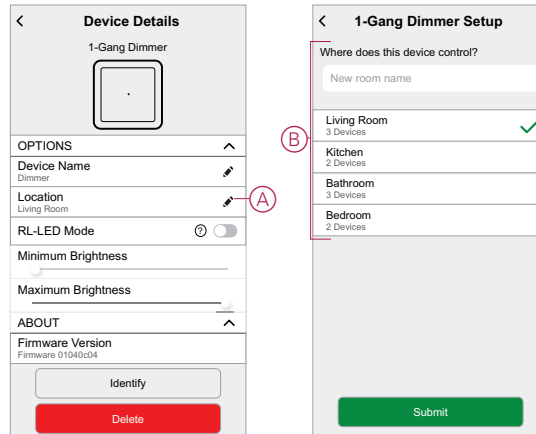 Device Details
1-Gang Dimmer
OPTIONS
Device Name
Dimmer
Location
Living Room
A
RL-LED Mode ?
Minimum Brightness
Maximum Brightness
ABOUT
Firmware Version
Firmware 01040c04
Identify
Delete
1-Gang Dimmer Setup
Where does this device control?
New room name
B
Living Room
3 Devices
Kitchen
2 Devices
Bathroom
3 Devices
Bedroom
2 Devices
Submit